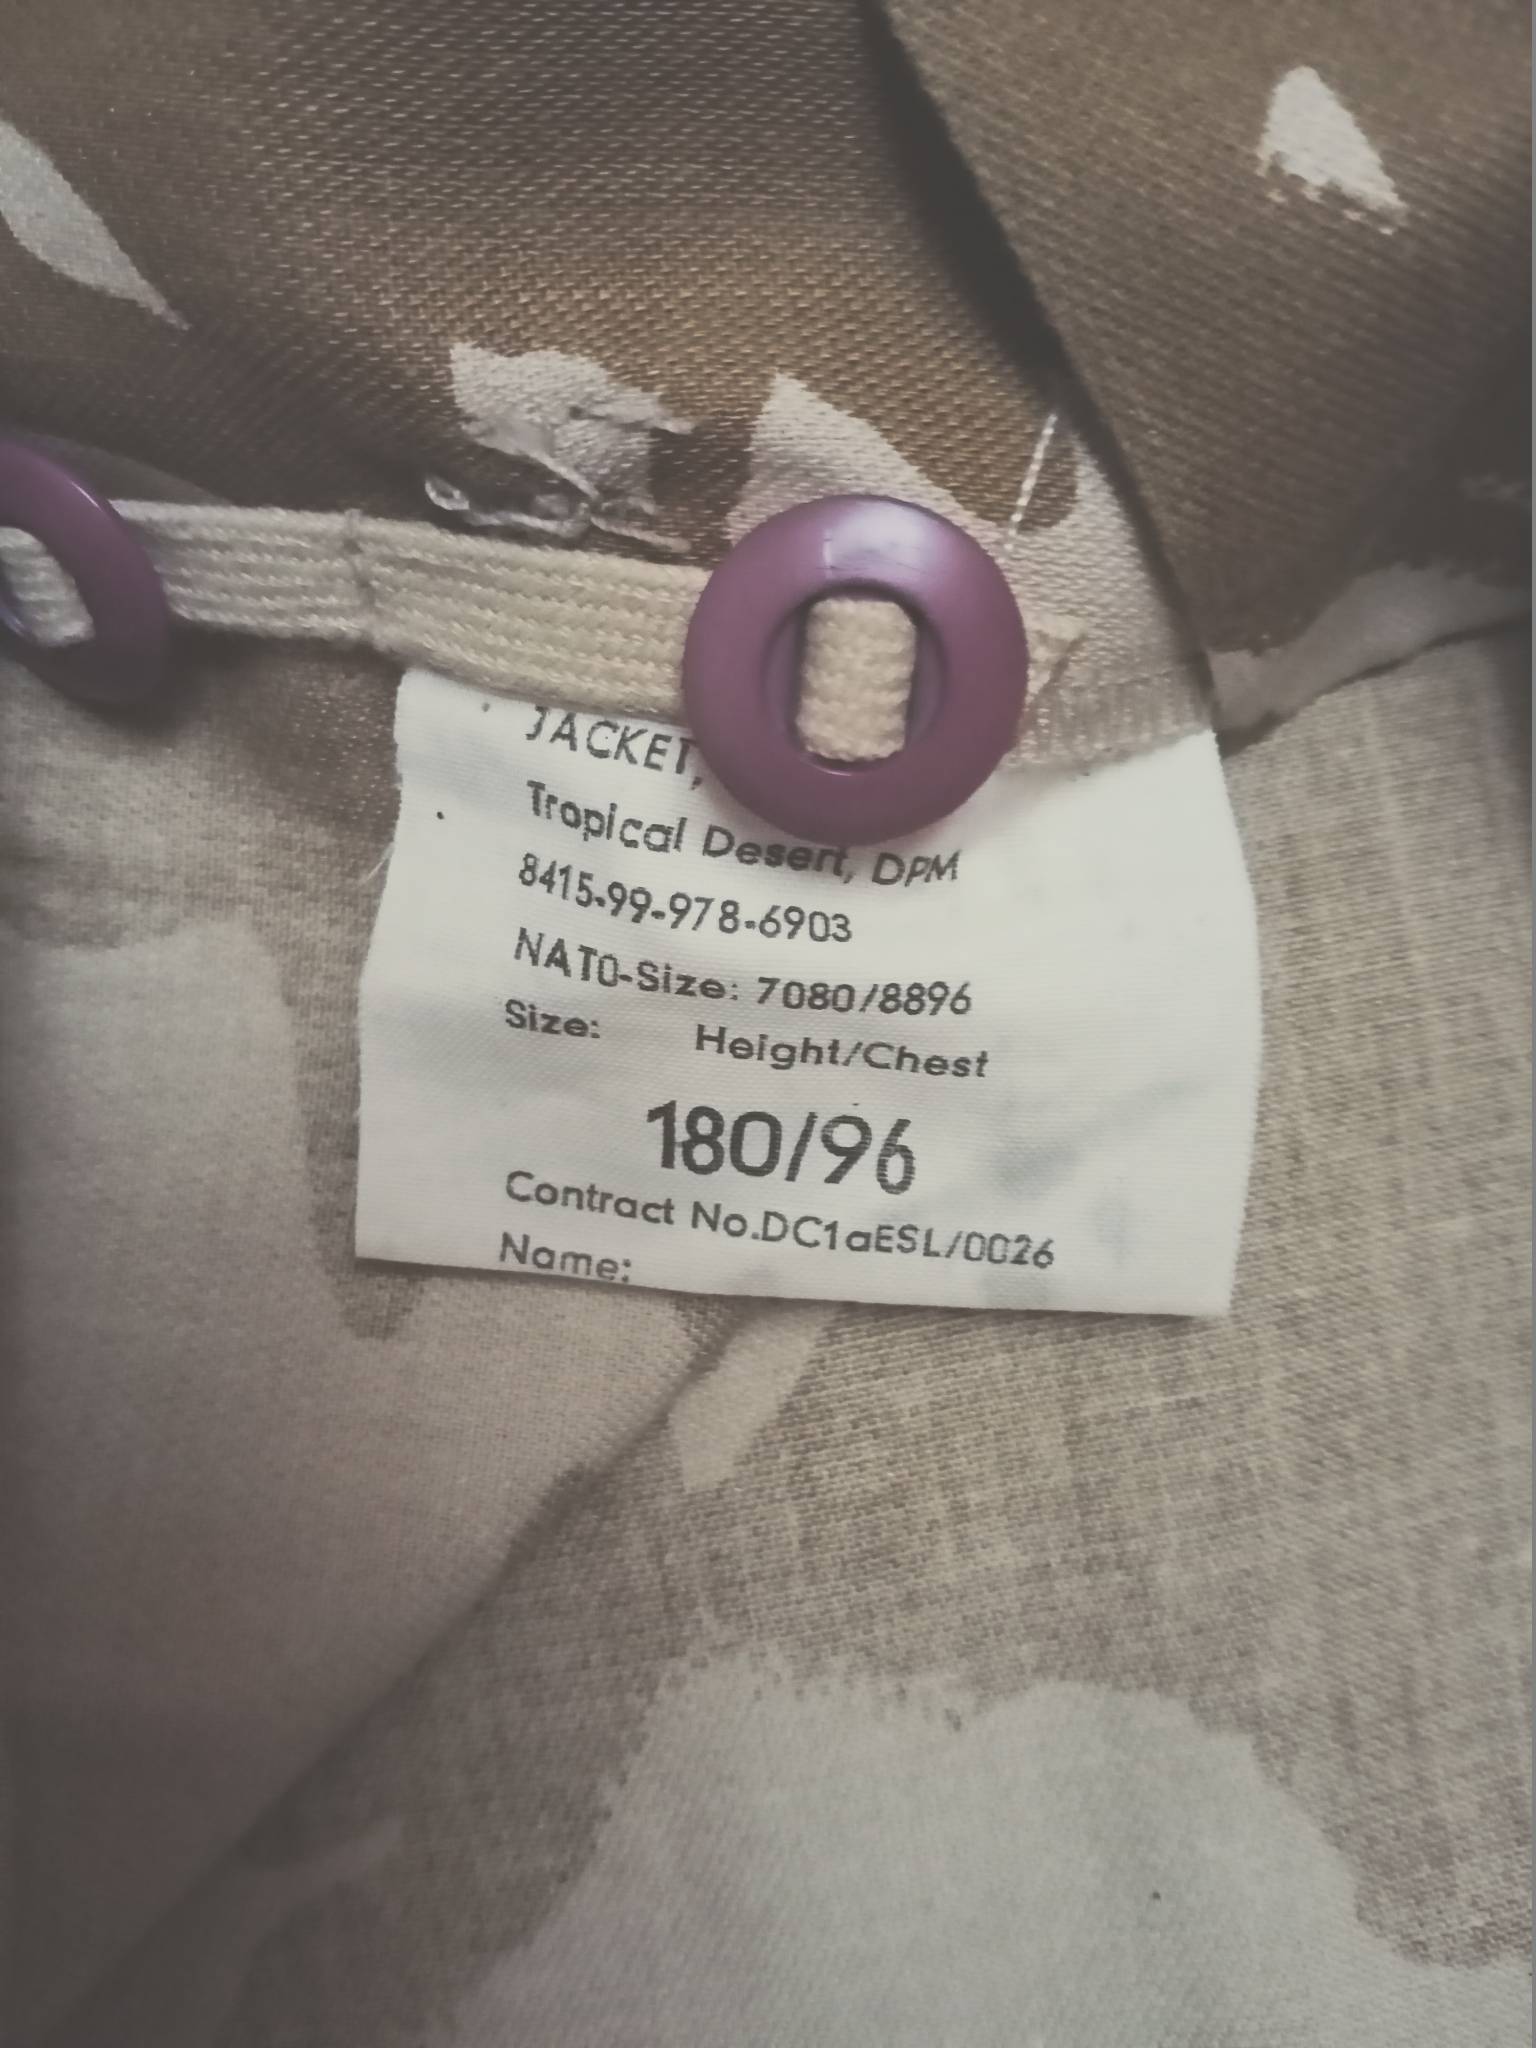 JACKET,
Tropical Desert, DPM
8415-99-978-6903
NATO-Size: 7080/8896
Size: Height/Chest
180/96
Contract No.DC1aESL/0026
Name: